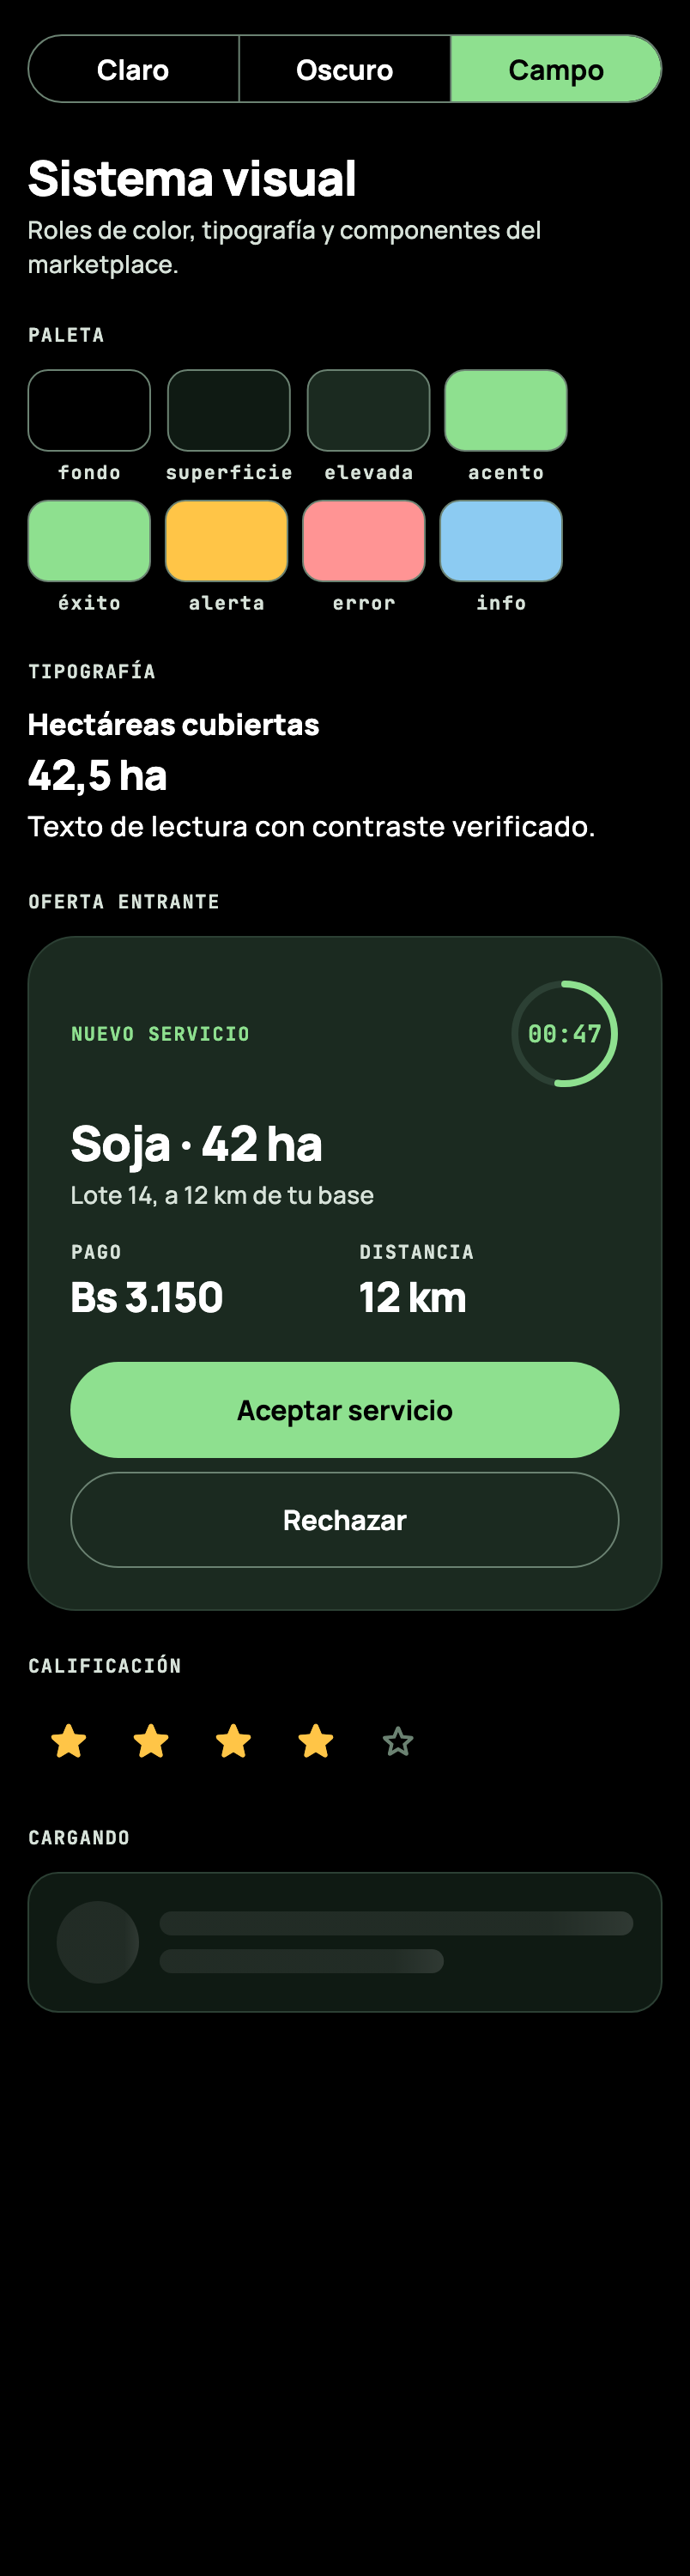 Claro Oscuro Campo
Sistema visual
Roles de color, tipografía y componentes del
marketplace.
PALETA
fondo superficie elevada acento
éxito alerta error info
TIPOGRAFÍA
Hectáreas cubiertas
42,5 ha
Texto de lectura con contraste verificado.
OFERTA ENTRANTE
NUEVO SERVICIO 00:47
Soja · 42 ha
Lote 14, a 12 km de tu base
PAGO DISTANCIA
Bs 3.150 12 km
Aceptar servicio
Rechazar
CALIFICACIÓN
CARGANDO